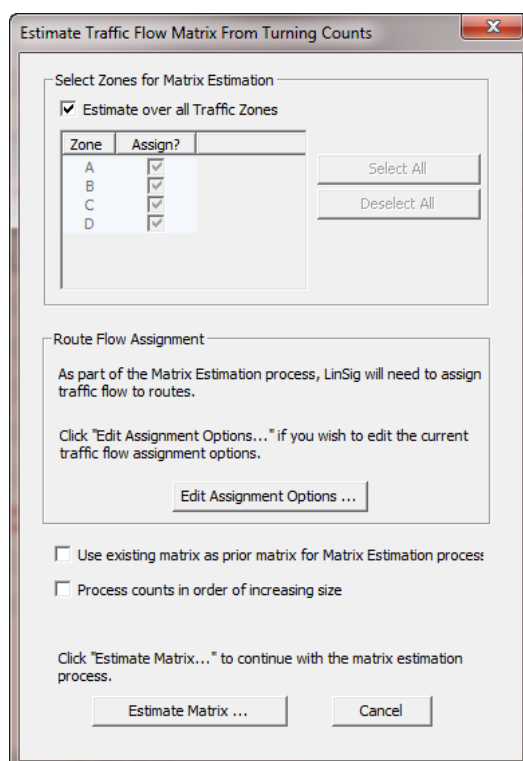 Estimate Traffic Flow Matrix From Turning Counts
Select Zones for Matrix Estimation
Estimate over all Traffic Zones
Zone Assign?
A
B
C
D
Select All
Deselect All
Route Flow Assignment
As part of the Matrix Estimation process, LinSig will need to assign
traffic flow to routes.
Click "Edit Assignment Options..." if you wish to edit the current
traffic flow assignment options.
Edit Assignment Options ...
Use existing matrix as prior matrix for Matrix Estimation process
Process counts in order of increasing size
Click "Estimate Matrix..." to continue with the matrix estimation
process.
Estimate Matrix ...
Cancel